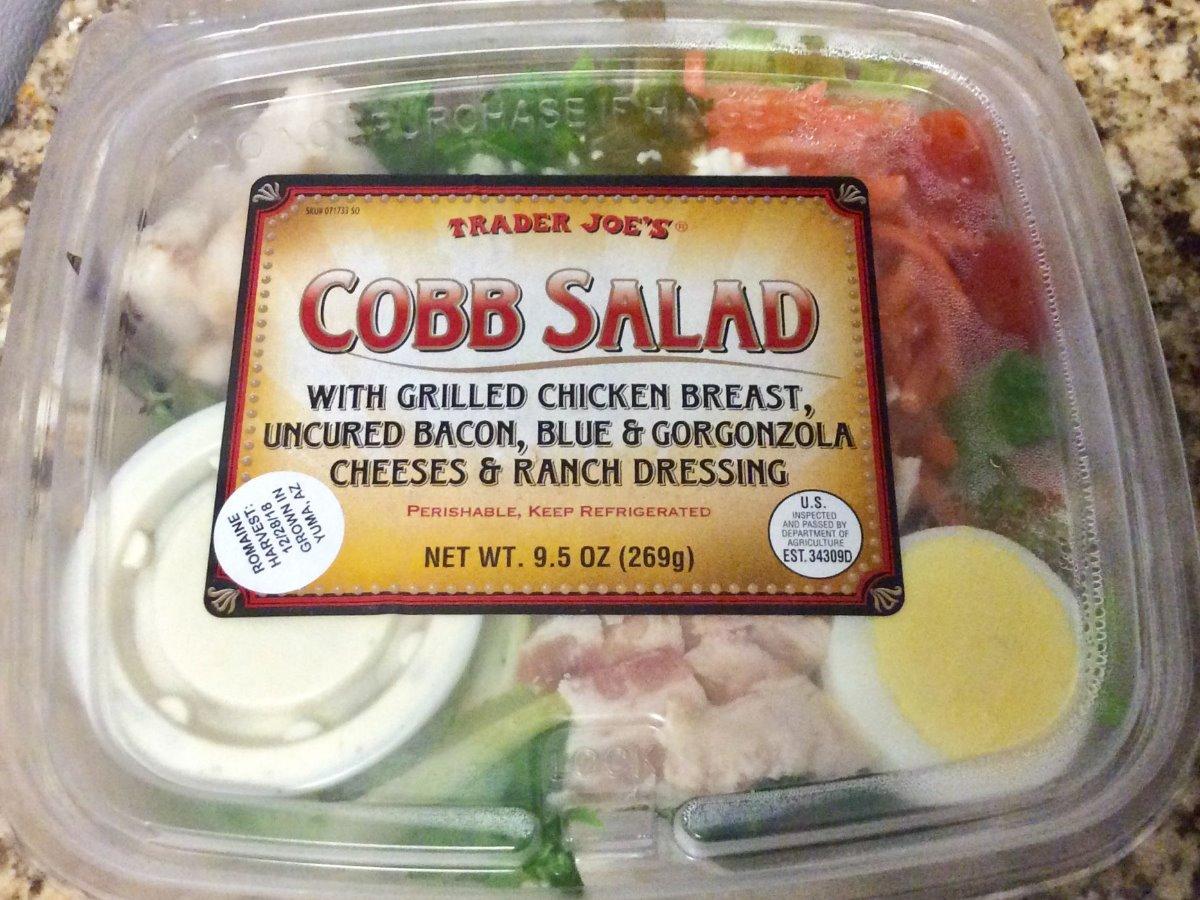 PURCHASE IF HINGE
SKU# 071733 50
TRADER JOE'S®
COBB SALAD
WITH GRILLED CHICKEN BREAST,
UNCURED BACON, BLUE & GORGONZOLA
CHEESES & RANCH DRESSING
PERISHABLE, KEEP REFRIGERATED
NET WT. 9.5 OZ (269g)
ROMAINE
HARVEST:
12/28/18
GROWN IN
YUMA, AZ
U.S.
INSPECTED
AND PASSED BY
DEPARTMENT OF
AGRICULTURE
EST. 34309D